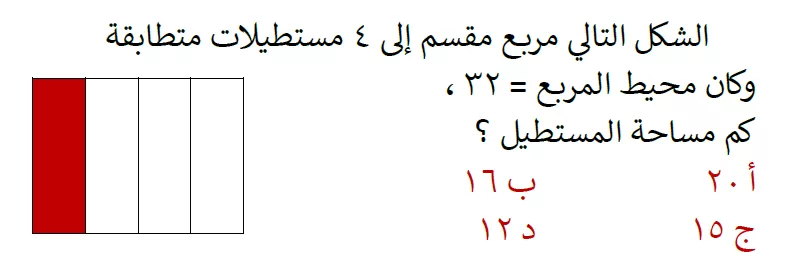 الشكل التالي مربع مقسم إلى ٤ مستطيلات متطابقة
وكان محيط المربع = ٣٢ ،
كم مساحة المستطيل ؟
أ ٢٠ ب ١٦
ج ١٥ د ١٢